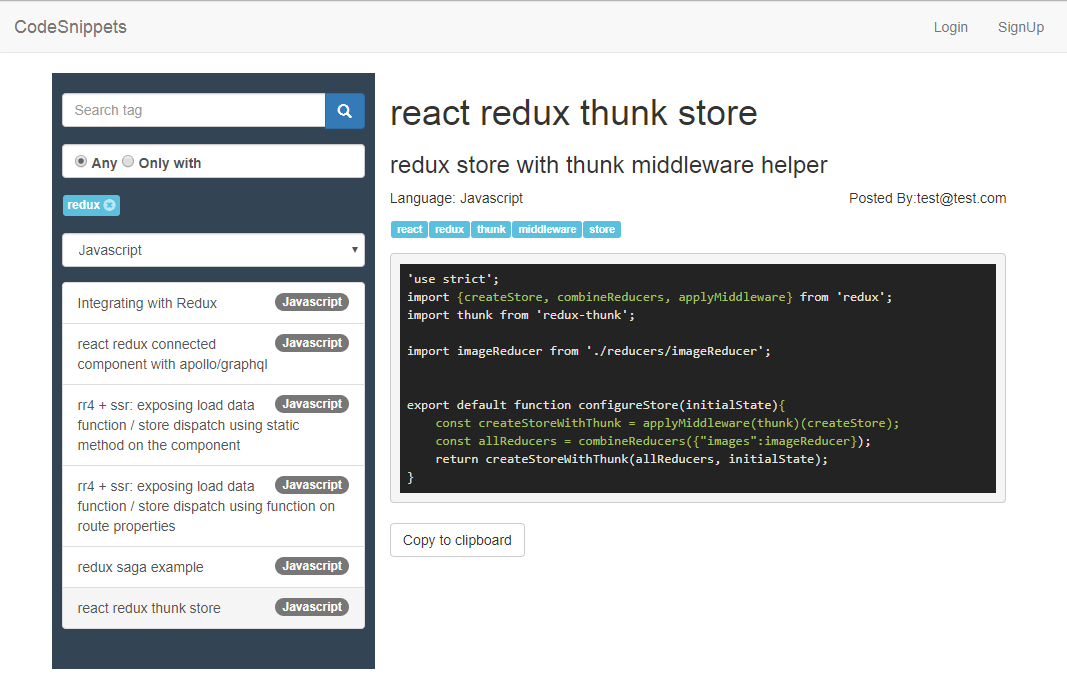 CodeSnippets
Login
SignUp
Search tag
Any
Only with
redux
Javascript
Integrating with Redux
Javascript
react redux connected
Javascript
component with apollo/graphql
rr4 + ssr: exposing load data
Javascript
function / store dispatch using static
method on the component
rr4 + ssr: exposing load data
Javascript
function / store dispatch using function on
route properties
redux saga example
Javascript
react redux thunk store
Javascript
react redux thunk store
redux store with thunk middleware helper
Language: Javascript
Posted By:test@test.com
react redux thunk middleware store
'use strict';
import {createStore, combineReducers, applyMiddleware} from 'redux';
import thunk from 'redux-thunk';
import imageReducer from './reducers/imageReducer';
export default function configureStore(initialState){
    const createStoreWithThunk = applyMiddleware(thunk)(createStore);
    const allReducers = combineReducers({"images":imageReducer});
    return createStoreWithThunk(allReducers, initialState);
}
Copy to clipboard